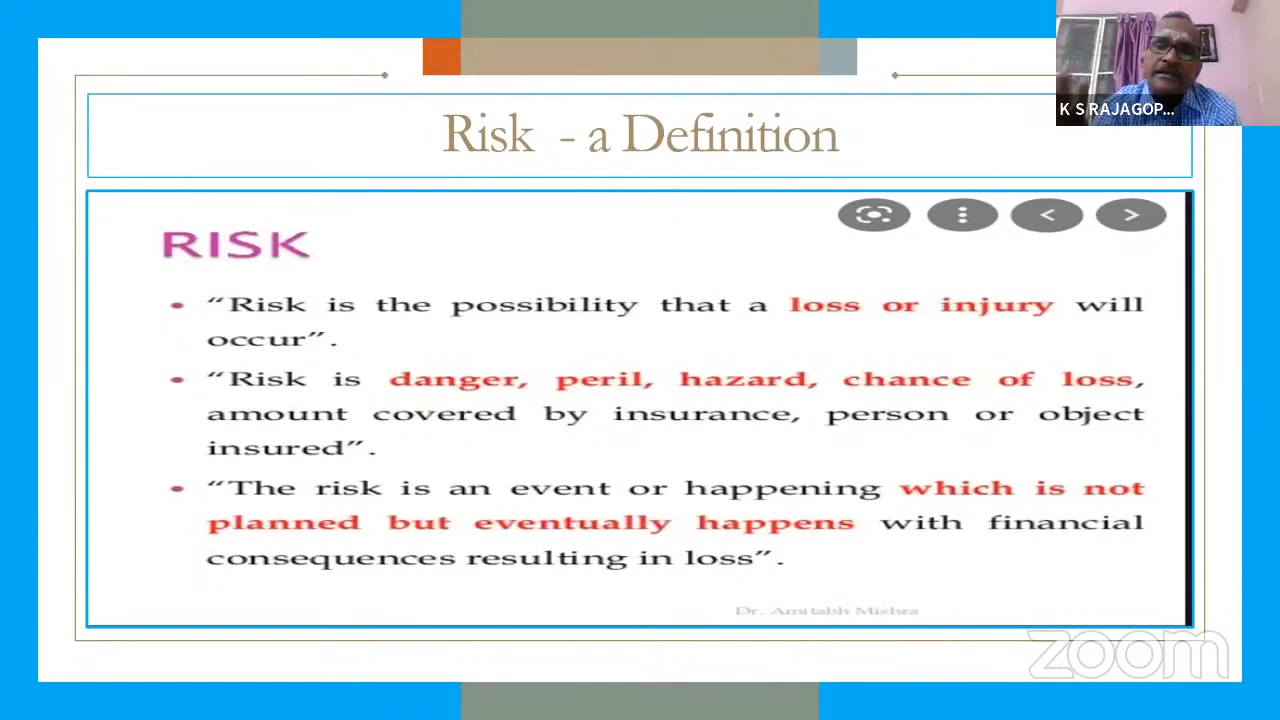 K S RAJAGOP...
Risk - a Definition
RISK
• “Risk is the possibility that a loss or injury will
occur”.
• “Risk is danger, peril, hazard, chance of loss,
amount covered by insurance, person or object
insured”.
• “The risk is an event or happening which is not
planned but eventually happens with financial
consequences resulting in loss”.
Dr. Amitabh Mishra
zoom